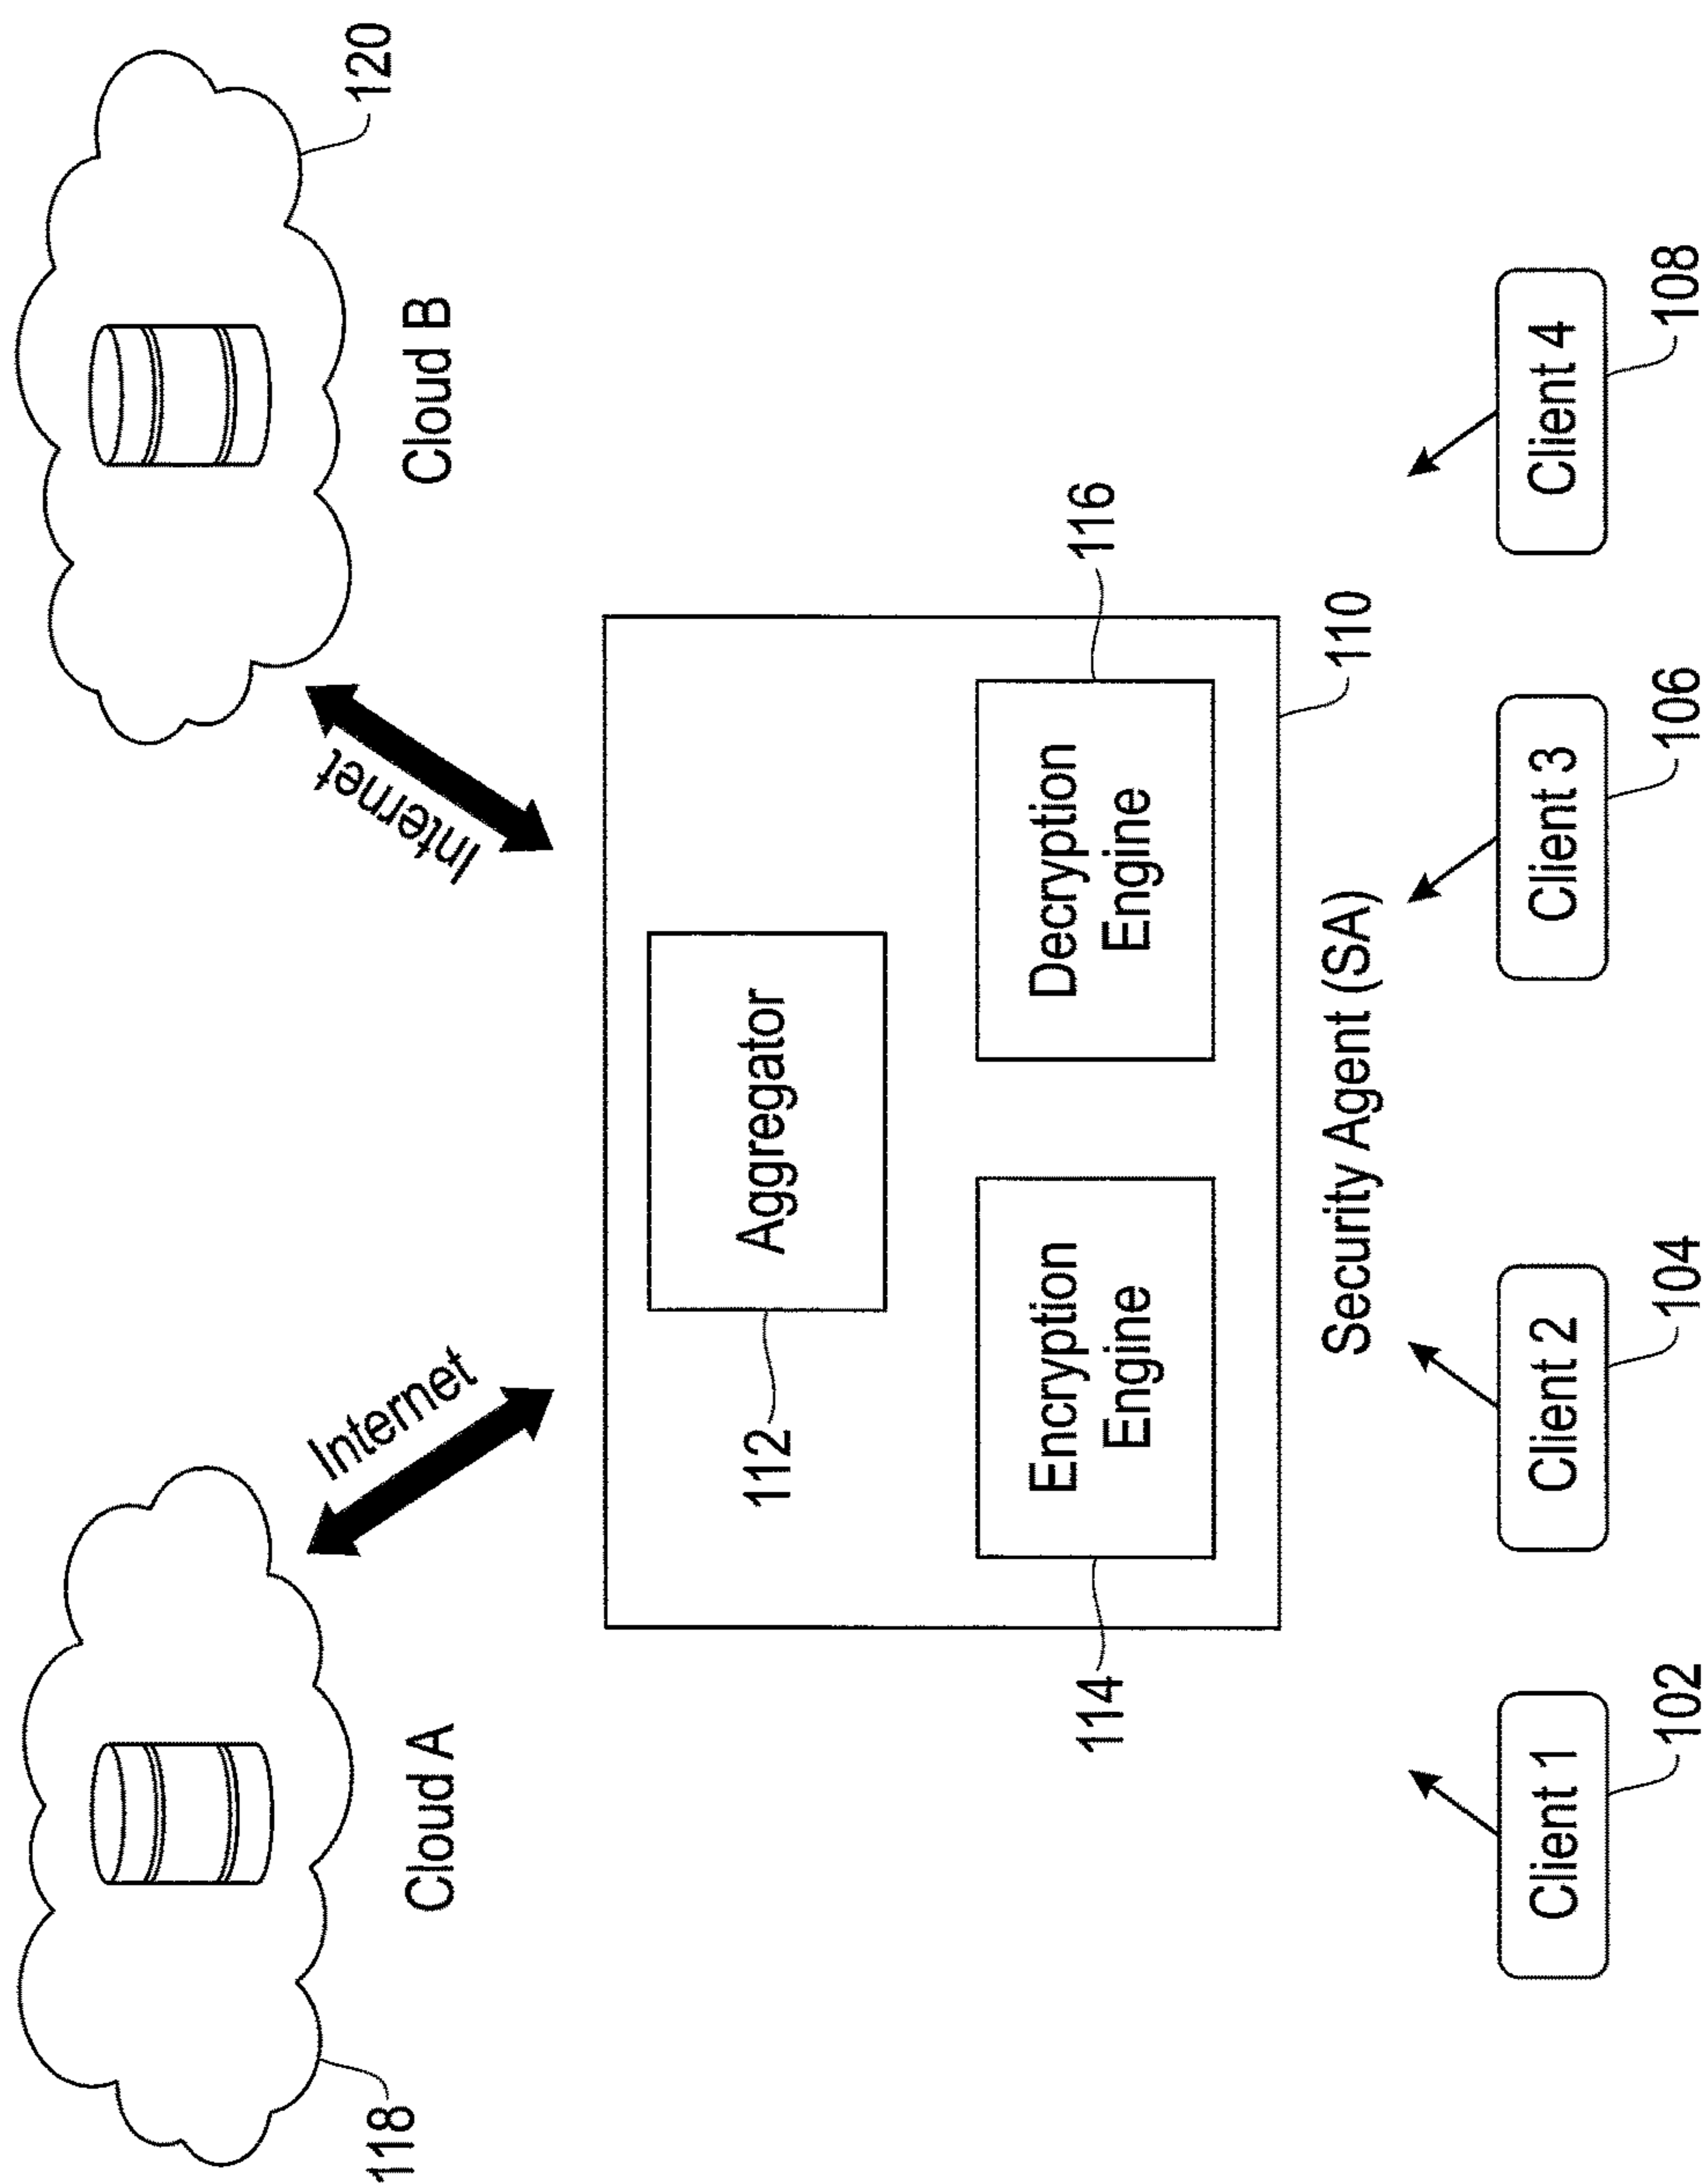 118
120
Cloud A
Cloud B
Internet
Internet
112
Aggregator
114
Encryption
Engine
Decryption
Engine
116
110
Security Agent (SA)
Client 1
Client 2
Client 3
Client 4
102
104
106
108